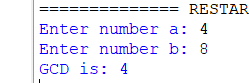 ============== RESTAR
Enter number a: 4
Enter number b: 8
GCD is: 4